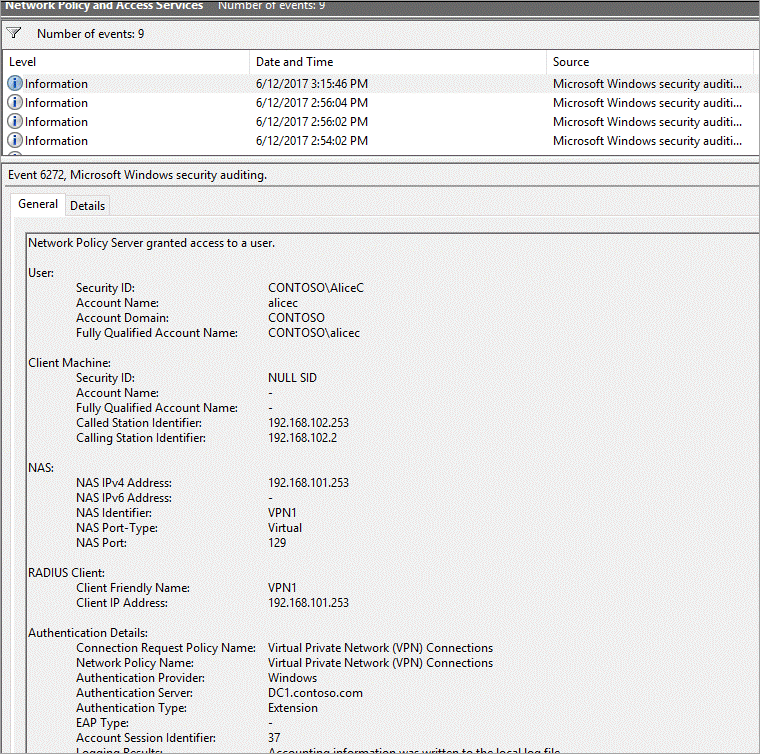 Network Policy and Access Services Number of events: 9
Number of events: 9
Level Date and Time Source
Information 6/12/2017 3:15:46 PM Microsoft Windows security auditi...
Information 6/12/2017 2:56:04 PM Microsoft Windows security auditi...
Information 6/12/2017 2:56:02 PM Microsoft Windows security auditi...
Information 6/12/2017 2:54:02 PM Microsoft Windows security auditi...
Event 6272, Microsoft Windows security auditing.
General Details
Network Policy Server granted access to a user.
User:
Security ID: CONTOSO\AliceC
Account Name: alicec
Account Domain: CONTOSO
Fully Qualified Account Name: CONTOSO\alicec
Client Machine:
Security ID: NULL SID
Account Name: -
Fully Qualified Account Name: -
Called Station Identifier: 192.168.102.253
Calling Station Identifier: 192.168.102.2
NAS:
NAS IPv4 Address: 192.168.101.253
NAS IPv6 Address: -
NAS Identifier: VPN1
NAS Port-Type: Virtual
NAS Port: 129
RADIUS Client:
Client Friendly Name: VPN1
Client IP Address: 192.168.101.253
Authentication Details:
Connection Request Policy Name: Virtual Private Network (VPN) Connections
Network Policy Name: Virtual Private Network (VPN) Connections
Authentication Provider: Windows
Authentication Server: DC1.contoso.com
Authentication Type: Extension
EAP Type: -
Account Session Identifier: 37
Logging Results: Accounting information was written to the local log file.